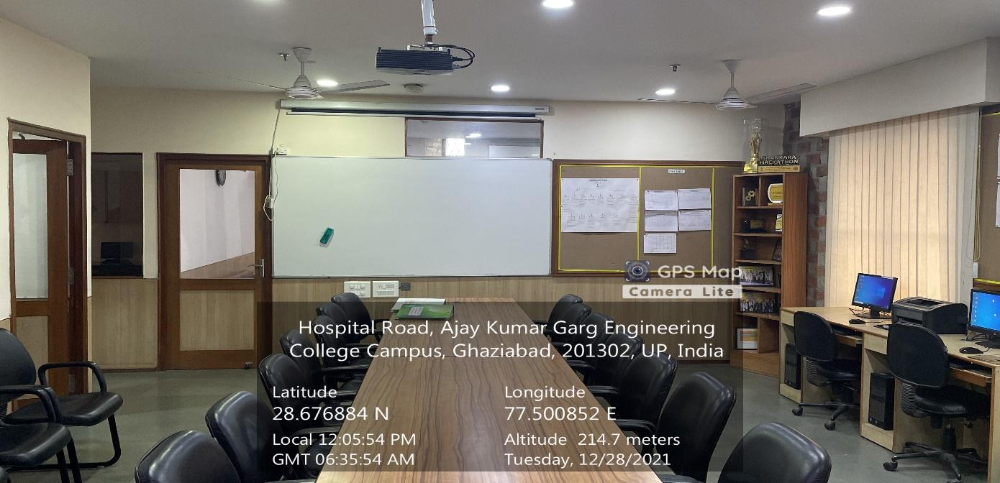 SHANKARA
HACKATHON
GPS Map
Camera Lite
Hospital Road, Ajay Kumar Garg Engineering
College Campus, Ghaziabad, 201302, UP, India
Latitude
28.676884 N
Longitude
77.500852 E
Local 12:05:54 PM
GMT 06:35:54 AM
Altitude 214.7 meters
Tuesday, 12/28/2021